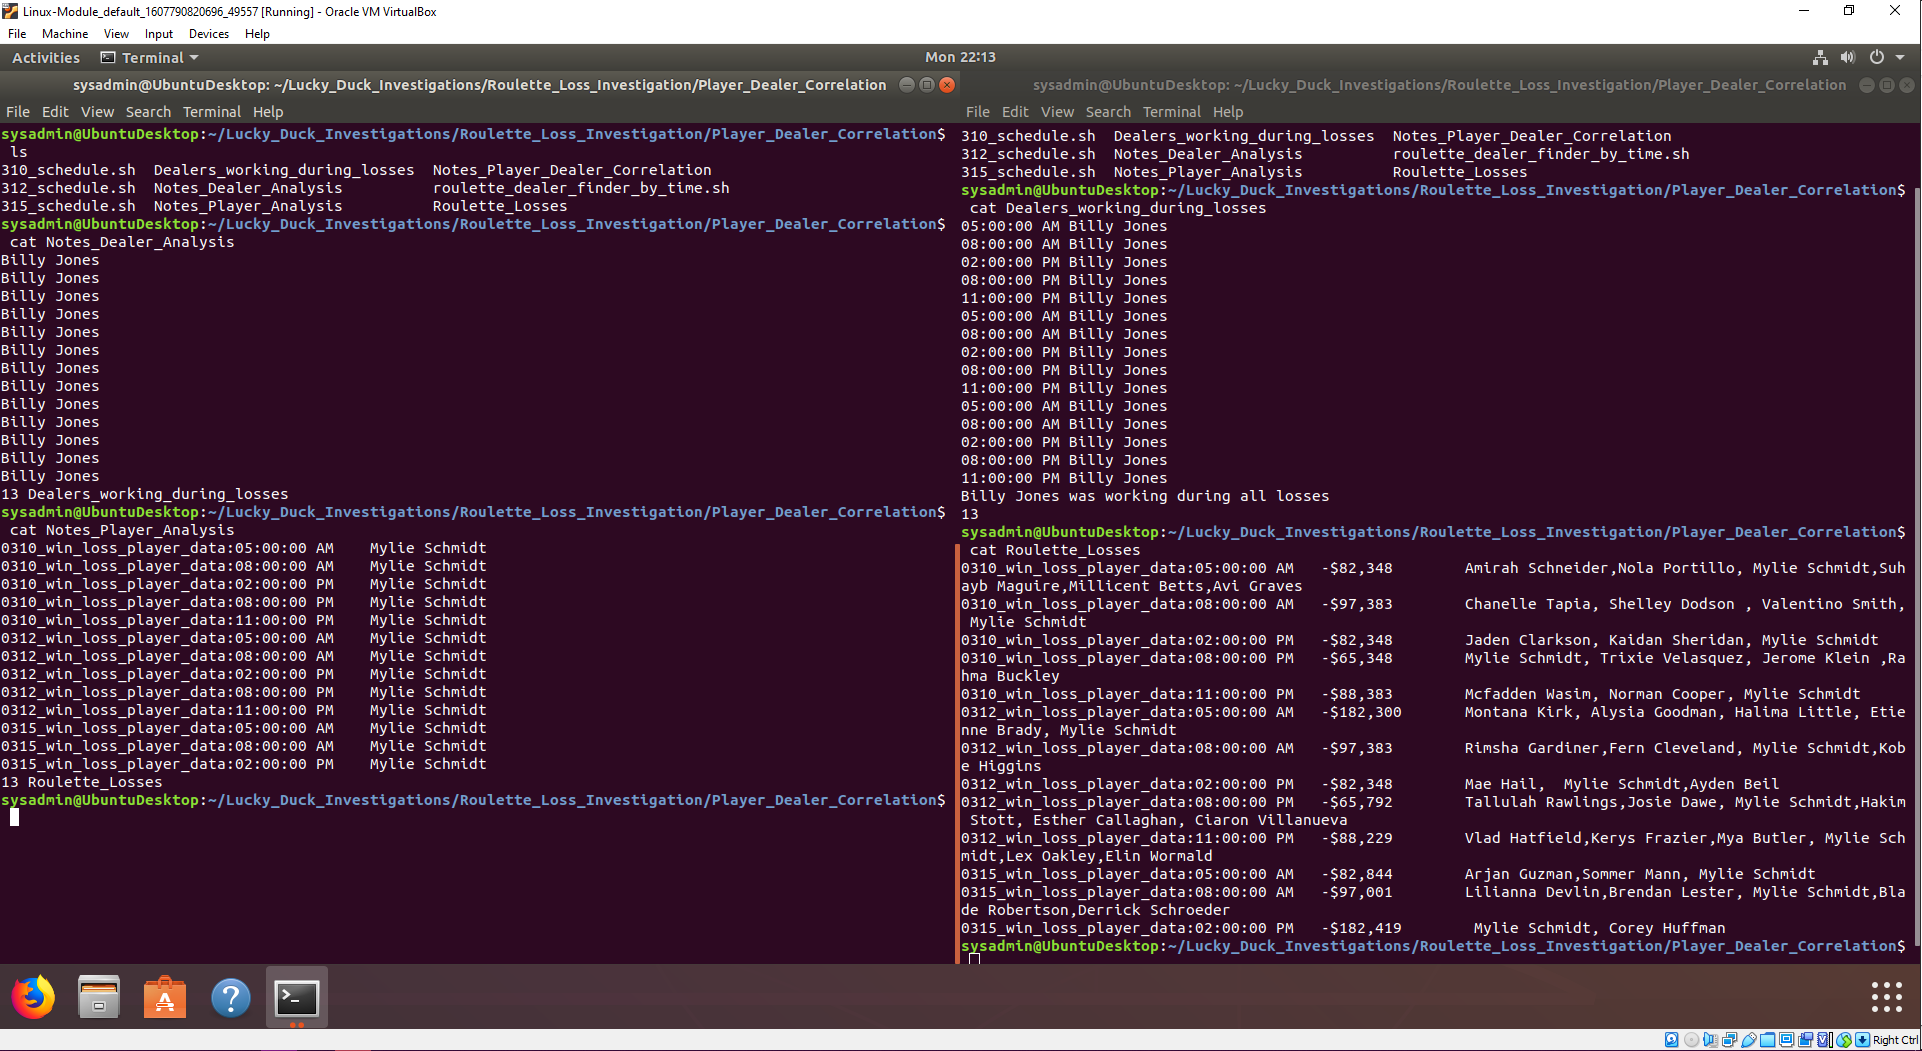 Linux-Module_default_1607790820696_49557 [Running] - Oracle VM VirtualBox
File Machine View Input Devices Help
Activities Terminal Mon 22:13
sysadmin@UbuntuDesktop: ~/Lucky_Duck_Investigations/Roulette_Loss_Investigation/Player_Dealer_Correlation
File Edit View Search Terminal Help
sysadmin@UbuntuDesktop:~/Lucky_Duck_Investigations/Roulette_Loss_Investigation/Player_Dealer_Correlation$
ls
310_schedule.sh Dealers_working_during_losses Notes_Player_Dealer_Correlation
312_schedule.sh Notes_Dealer_Analysis roulette_dealer_finder_by_time.sh
315_schedule.sh Notes_Player_Analysis Roulette_Losses
sysadmin@UbuntuDesktop:~/Lucky_Duck_Investigations/Roulette_Loss_Investigation/Player_Dealer_Correlation$
cat Notes_Dealer_Analysis
Billy Jones
Billy Jones
Billy Jones
Billy Jones
Billy Jones
Billy Jones
Billy Jones
Billy Jones
Billy Jones
Billy Jones
Billy Jones
Billy Jones
Billy Jones
13 Dealers_working_during_losses
sysadmin@UbuntuDesktop:~/Lucky_Duck_Investigations/Roulette_Loss_Investigation/Player_Dealer_Correlation$
cat Notes_Player_Analysis
0310_win_loss_player_data:05:00:00 AM Mylie Schmidt
0310_win_loss_player_data:08:00:00 AM Mylie Schmidt
0310_win_loss_player_data:02:00:00 PM Mylie Schmidt
0310_win_loss_player_data:08:00:00 PM Mylie Schmidt
0310_win_loss_player_data:11:00:00 PM Mylie Schmidt
0312_win_loss_player_data:05:00:00 AM Mylie Schmidt
0312_win_loss_player_data:08:00:00 AM Mylie Schmidt
0312_win_loss_player_data:02:00:00 PM Mylie Schmidt
0312_win_loss_player_data:08:00:00 PM Mylie Schmidt
0312_win_loss_player_data:11:00:00 PM Mylie Schmidt
0315_win_loss_player_data:05:00:00 AM Mylie Schmidt
0315_win_loss_player_data:08:00:00 AM Mylie Schmidt
0315_win_loss_player_data:02:00:00 PM Mylie Schmidt
13 Roulette_Losses
sysadmin@UbuntuDesktop:~/Lucky_Duck_Investigations/Roulette_Loss_Investigation/Player_Dealer_Correlation$
sysadmin@UbuntuDesktop: ~/Lucky_Duck_Investigations/Roulette_Loss_Investigation/Player_Dealer_Correlation
File Edit View Search Terminal Help
310_schedule.sh Dealers_working_during_losses Notes_Player_Dealer_Correlation
312_schedule.sh Notes_Dealer_Analysis roulette_dealer_finder_by_time.sh
315_schedule.sh Notes_Player_Analysis Roulette_Losses
sysadmin@UbuntuDesktop:~/Lucky_Duck_Investigations/Roulette_Loss_Investigation/Player_Dealer_Correlation$
cat Dealers_working_during_losses
05:00:00 AM Billy Jones
08:00:00 AM Billy Jones
02:00:00 PM Billy Jones
08:00:00 PM Billy Jones
11:00:00 PM Billy Jones
05:00:00 AM Billy Jones
08:00:00 AM Billy Jones
02:00:00 PM Billy Jones
08:00:00 PM Billy Jones
11:00:00 PM Billy Jones
05:00:00 AM Billy Jones
08:00:00 AM Billy Jones
02:00:00 PM Billy Jones
08:00:00 PM Billy Jones
11:00:00 PM Billy Jones
Billy Jones was working during all losses
13
sysadmin@UbuntuDesktop:~/Lucky_Duck_Investigations/Roulette_Loss_Investigation/Player_Dealer_Correlation$
cat Roulette_Losses
0310_win_loss_player_data:05:00:00 AM -$82,348 Amirah Schneider,Nola Portillo, Mylie Schmidt,Suh
ayb Maguire,Millicent Betts,Avi Graves
0310_win_loss_player_data:08:00:00 AM -$97,383 Chanelle Tapia, Shelley Dodson , Valentino Smith,
Mylie Schmidt
0310_win_loss_player_data:02:00:00 PM -$82,348 Jaden Clarkson, Kaidan Sheridan, Mylie Schmidt
0310_win_loss_player_data:08:00:00 PM -$65,348 Mylie Schmidt, Trixie Velasquez, Jerome Klein ,Ra
hma Buckley
0310_win_loss_player_data:11:00:00 PM -$88,383 Mcfadden Wasim, Norman Cooper, Mylie Schmidt
0312_win_loss_player_data:05:00:00 AM -$182,300 Montana Kirk, Alysia Goodman, Halima Little, Etie
nne Brady, Mylie Schmidt
0312_win_loss_player_data:08:00:00 AM -$97,383 Rimsha Gardiner,Fern Cleveland, Mylie Schmidt,Kob
e Higgins
0312_win_loss_player_data:02:00:00 PM -$82,348 Mae Hail, Mylie Schmidt,Ayden Beil
0312_win_loss_player_data:08:00:00 PM -$65,792 Tallulah Rawlings,Josie Dawe, Mylie Schmidt,Hakim
Stott, Esther Callaghan, Ciaron Villanueva
0312_win_loss_player_data:11:00:00 PM -$88,229 Vlad Hatfield,Kerys Frazier,Mya Butler, Mylie Sch
midt,Lex Oakley,Elin Wormald
0315_win_loss_player_data:05:00:00 AM -$82,844 Arjan Guzman,Sommer Mann, Mylie Schmidt
0315_win_loss_player_data:08:00:00 AM -$97,001 Lilianna Devlin,Brendan Lester, Mylie Schmidt,Bla
de Robertson,Derrick Schroeder
0315_win_loss_player_data:02:00:00 PM -$182,419 Mylie Schmidt, Corey Huffman
sysadmin@UbuntuDesktop:~/Lucky_Duck_Investigations/Roulette_Loss_Investigation/Player_Dealer_Correlation$
Right Ctrl